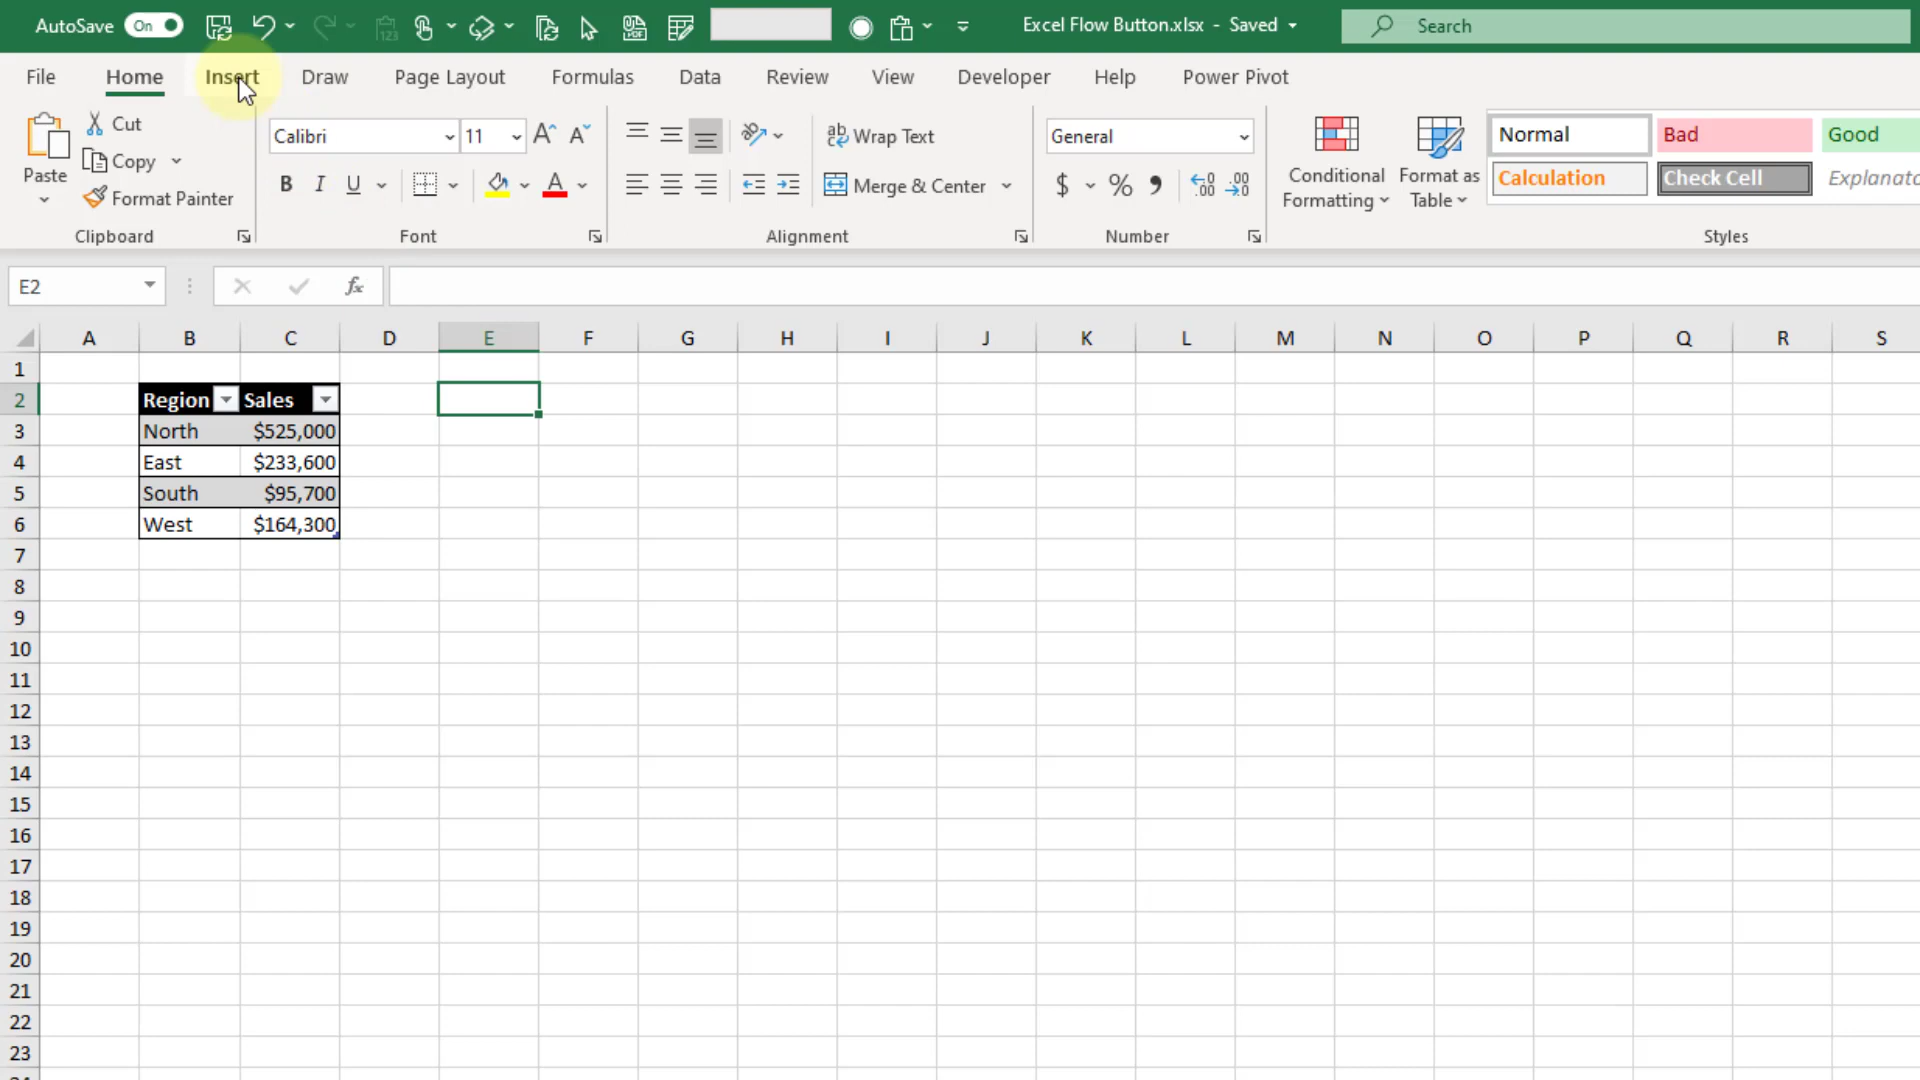 AutoSave On Excel Flow Button.xlsx - Saved Search
File Home Insert Draw Page Layout Formulas Data Review View Developer Help Power Pivot
Paste
Cut
Copy
Format Painter
Clipboard
Calibri 11
B I U A
Font
Wrap Text
Merge & Center
Alignment
General
$ % 9 .00 .00
Number
Conditional Formatting
Format as Table
Normal Bad Good
Calculation Check Cell Explanato
Styles
E2 fx
A B C D E F G H I J K L M N O P Q R S
1
2 Region Sales
3 North $525,000
4 East $233,600
5 South $95,700
6 West $164,300
7
8
9
10
11
12
13
14
15
16
17
18
19
20
21
22
23